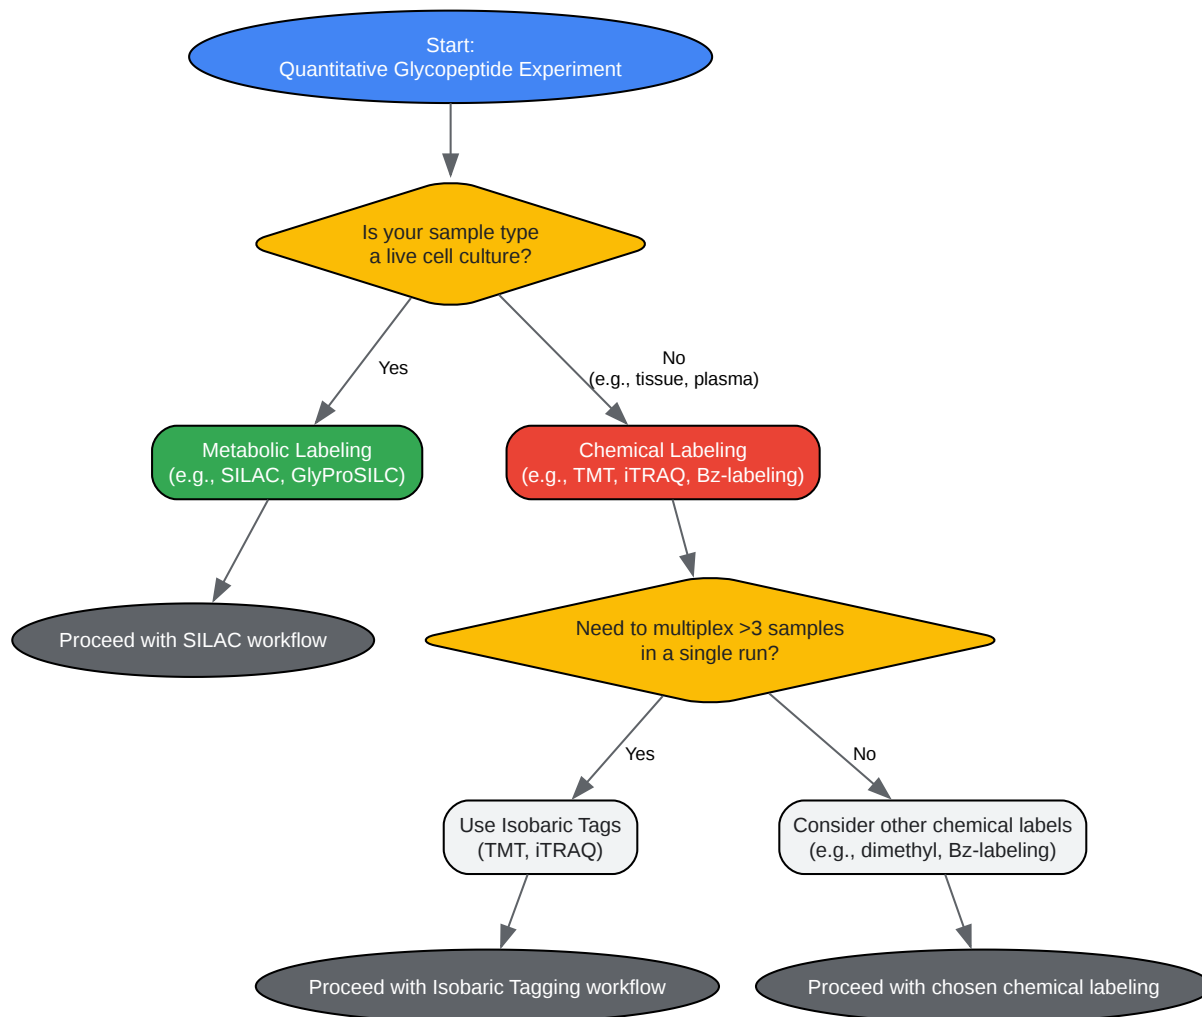 Start:
Quantitative Glycopeptide Experiment
Is your sample type
a live cell culture?
Yes
No
(e.g., tissue, plasma)
Metabolic Labeling
(e.g., SILAC, GlyProSILC)
Chemical Labeling
(e.g., TMT, iTRAQ, Bz-labeling)
Proceed with SILAC workflow
Need to multiplex >3 samples
in a single run?
Yes
No
Use Isobaric Tags
(TMT, iTRAQ)
Consider other chemical labels
(e.g., dimethyl, Bz-labeling)
Proceed with Isobaric Tagging workflow
Proceed with chosen chemical labeling